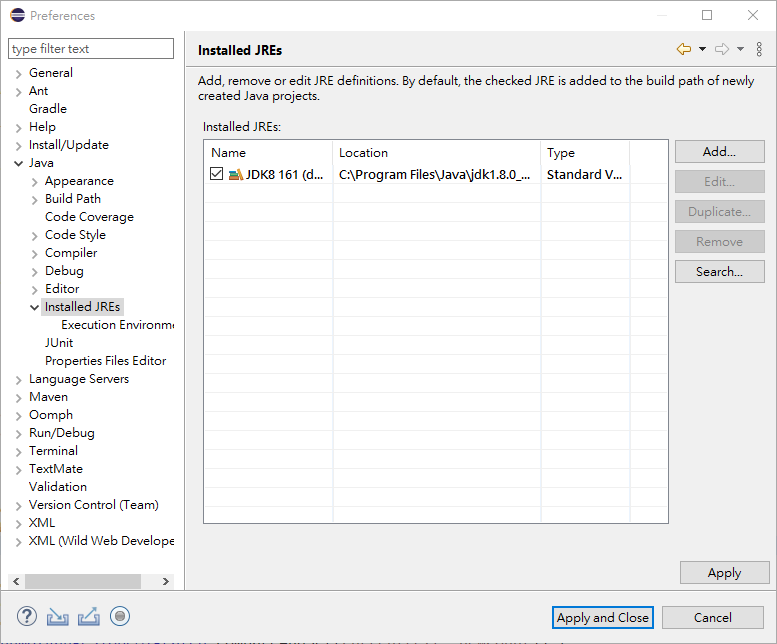 Preferences
type filter text
General
Ant
Gradle
Help
Install/Update
Java
Appearance
Build Path
Code Coverage
Code Style
Compiler
Debug
Editor
Installed JREs
Execution Environme
JUnit
Properties Files Editor
Language Servers
Maven
Oomph
Run/Debug
Terminal
TextMate
Validation
Version Control (Team)
XML
XML (Wild Web Develope
Installed JREs
Add, remove or edit JRE definitions. By default, the checked JRE is added to the build path of newly
created Java projects.
Installed JREs:
Name Location Type
JDK8 161 (d... C:\Program Files\Java\jdk1.8.0_... Standard V...
Add...
Edit...
Duplicate...
Remove
Search...
Apply
Apply and Close Cancel